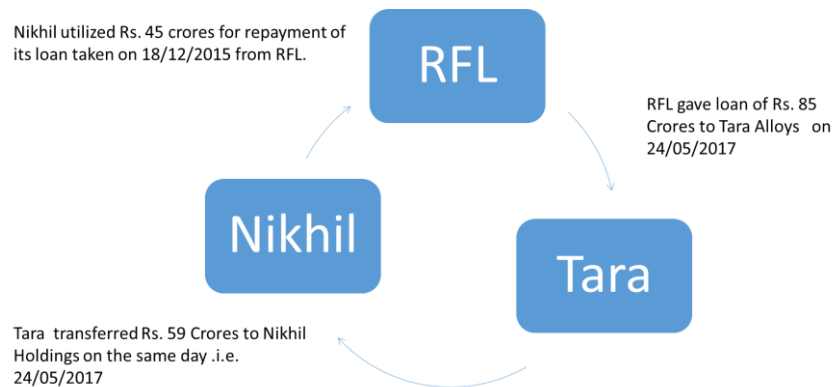 Nikhil utilized Rs. 45 crores for repayment of
its loan taken on 18/12/2015 from RFL.
RFL
RFL gave loan of Rs. 85
Crores to Tara Alloys on
24/05/2017
Nikhil
Tara
Tara transferred Rs. 59 Crores to Nikhil
Holdings on the same day .i.e.
24/05/2017